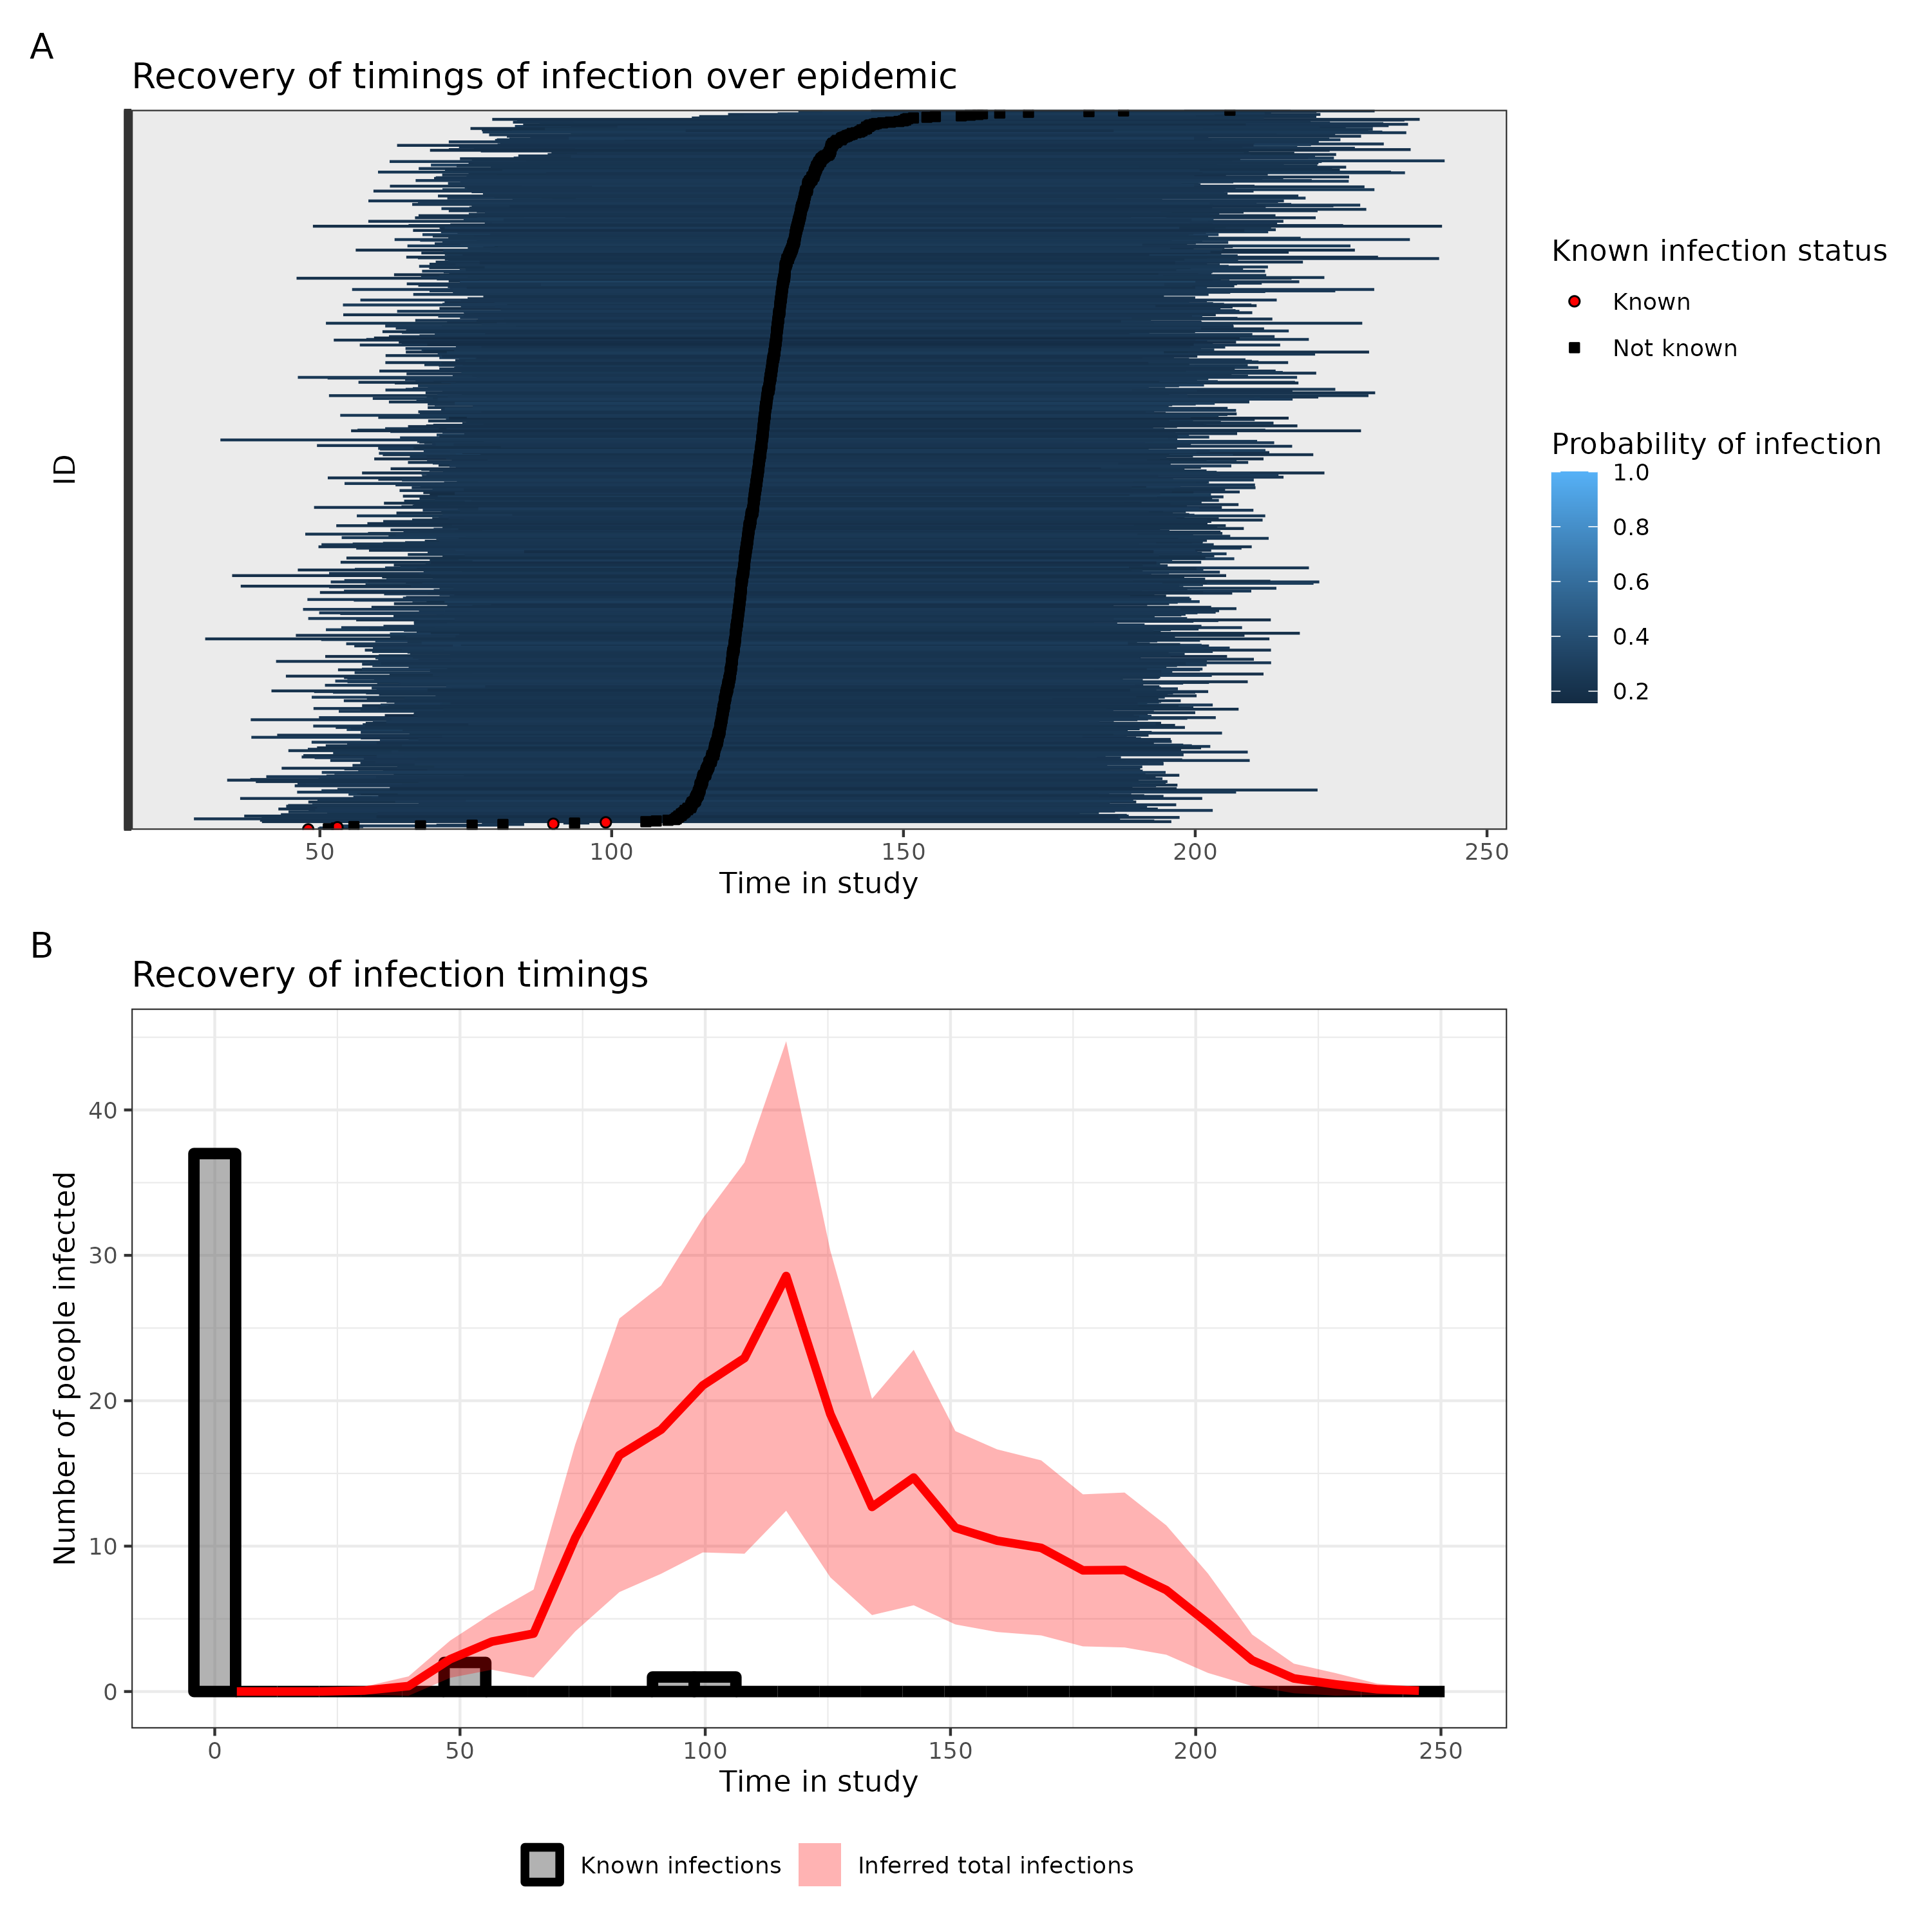 A
Recovery of timings of infection over epidemic
ID
50 100 150 200 250
Time in study
Known infection status
Known
Not known
Probability of infection
1.0
0.8
0.6
0.4
0.2
B
Recovery of infection timings
Number of people infected
40
30
20
10
0
0 50 100 150 200 250
Time in study
Known infections Inferred total infections